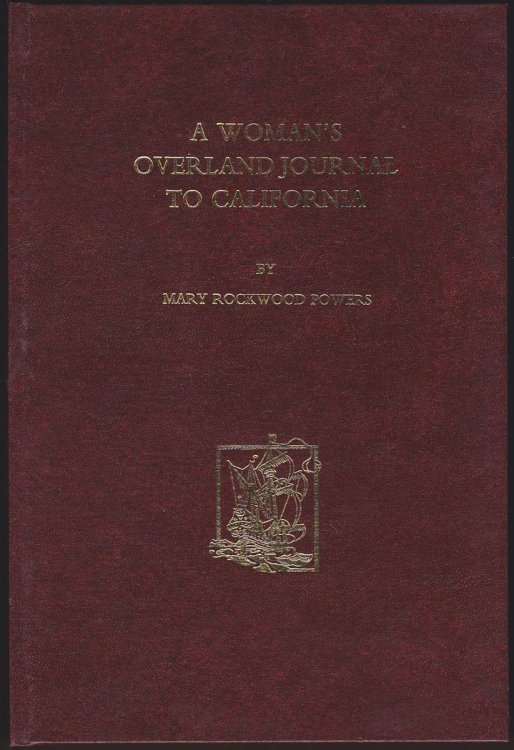 A WOMAN'S
OVERLAND JOURNAL
TO CALIFORNIA
BY
MARY ROCKWOOD POWERS